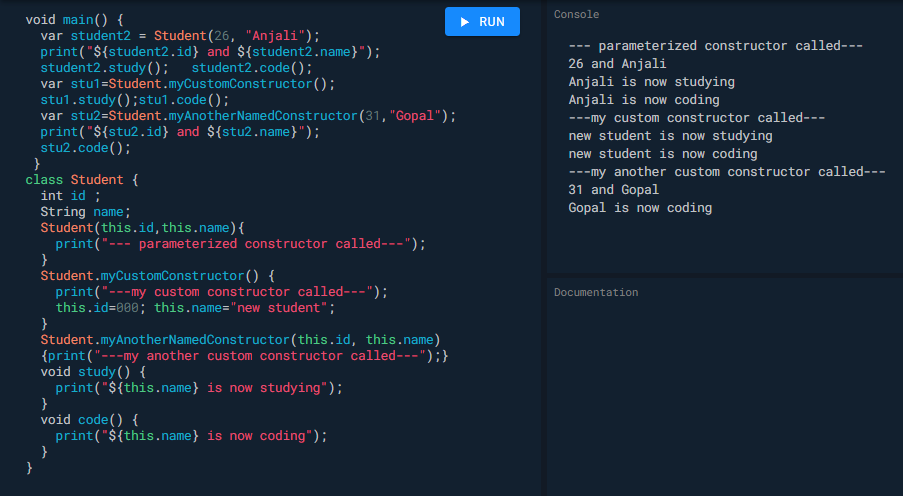 void main() {
  var student2 = Student(26, "Anjali");
  print("${student2.id} and ${student2.name}");
  student2.study();   student2.code();
  var stu1=Student.myCustomConstructor();
  stu1.study();stu1.code();
  var stu2=Student.myAnotherNamedConstructor(31,"Gopal");
  print("${stu2.id} and ${stu2.name}");
  stu2.code();
 }
class Student {
  int id ;
  String name;
  Student(this.id,this.name){
    print("--- parameterized constructor called---");
  }
  Student.myCustomConstructor() {
    print("---my custom constructor called---");
    this.id=000; this.name="new student";
  }
  Student.myAnotherNamedConstructor(this.id, this.name)
  {print("---my another custom constructor called---");}
  void study() {
    print("${this.name} is now studying");
  }
  void code() {
    print("${this.name} is now coding");
  }
}
RUN
Console
--- parameterized constructor called---
26 and Anjali
Anjali is now studying
Anjali is now coding
---my custom constructor called---
new student is now studying
new student is now coding
---my another custom constructor called---
31 and Gopal
Gopal is now coding
Documentation